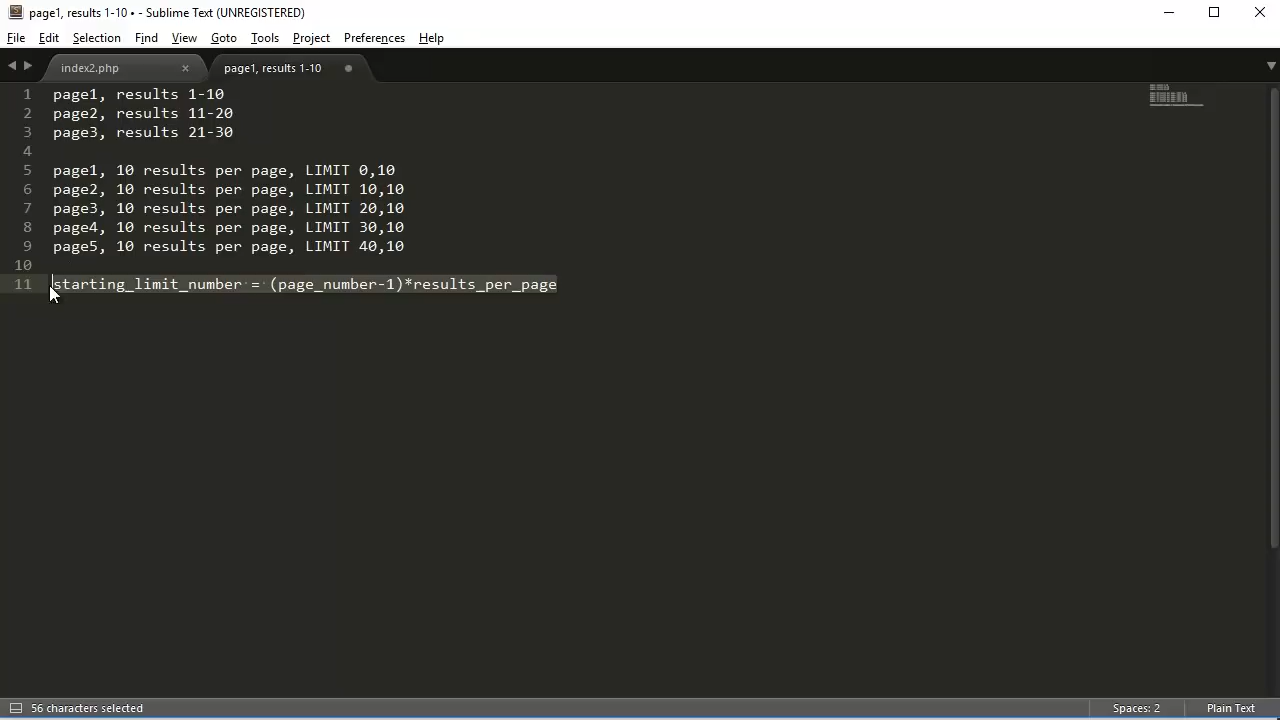 page1, results 1-10 • - Sublime Text (UNREGISTERED)
File Edit Selection Find View Goto Tools Project Preferences Help
index2.php × page1, results 1-10
1 page1, results 1-10
2 page2, results 11-20
3 page3, results 21-30
4
5 page1, 10 results per page, LIMIT 0,10
6 page2, 10 results per page, LIMIT 10,10
7 page3, 10 results per page, LIMIT 20,10
8 page4, 10 results per page, LIMIT 30,10
9 page5, 10 results per page, LIMIT 40,10
10
11 starting_limit_number = (page_number-1)*results_per_page
56 characters selected Spaces: 2 Plain Text